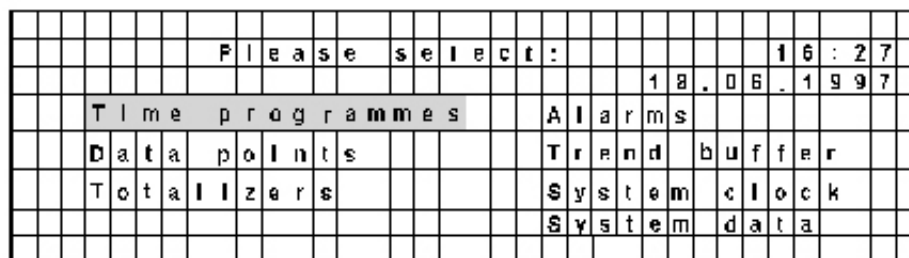 Please select: 16:27
18.06.1997
Time programmes Alarms
Data points Trend buffer
Totalizers System clock
System data